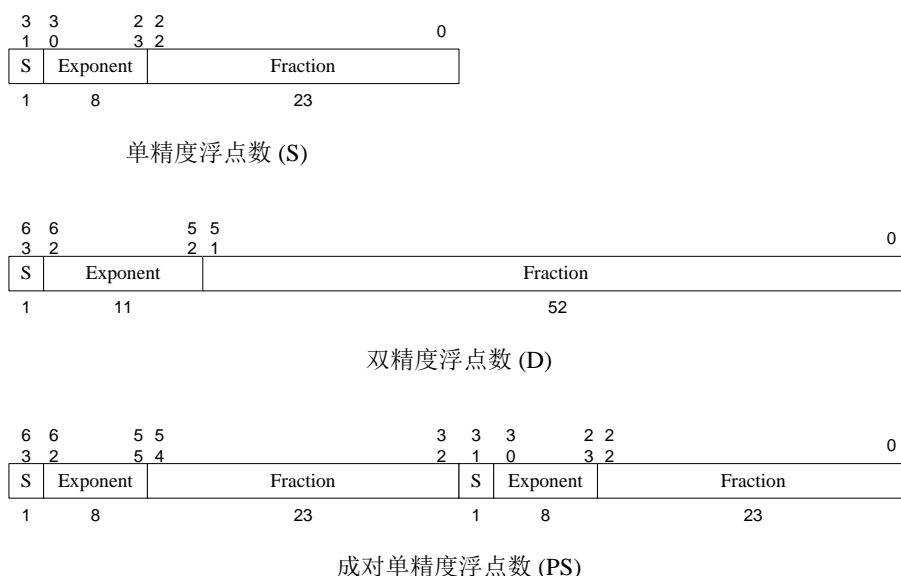 3 3 2 2
1 0 3 2 0
S Exponent Fraction
1 8 23
单精度浮点数 (S)
6 6 5 5
3 2 2 1 0
S Exponent Fraction
1 11 52
双精度浮点数 (D)
6 6 5 5 3 3 3 2 2
3 2 5 4 2 1 0 3 2 0
S Exponent Fraction S Exponent Fraction
1 8 23 1 8 23
成对单精度浮点数 (PS)